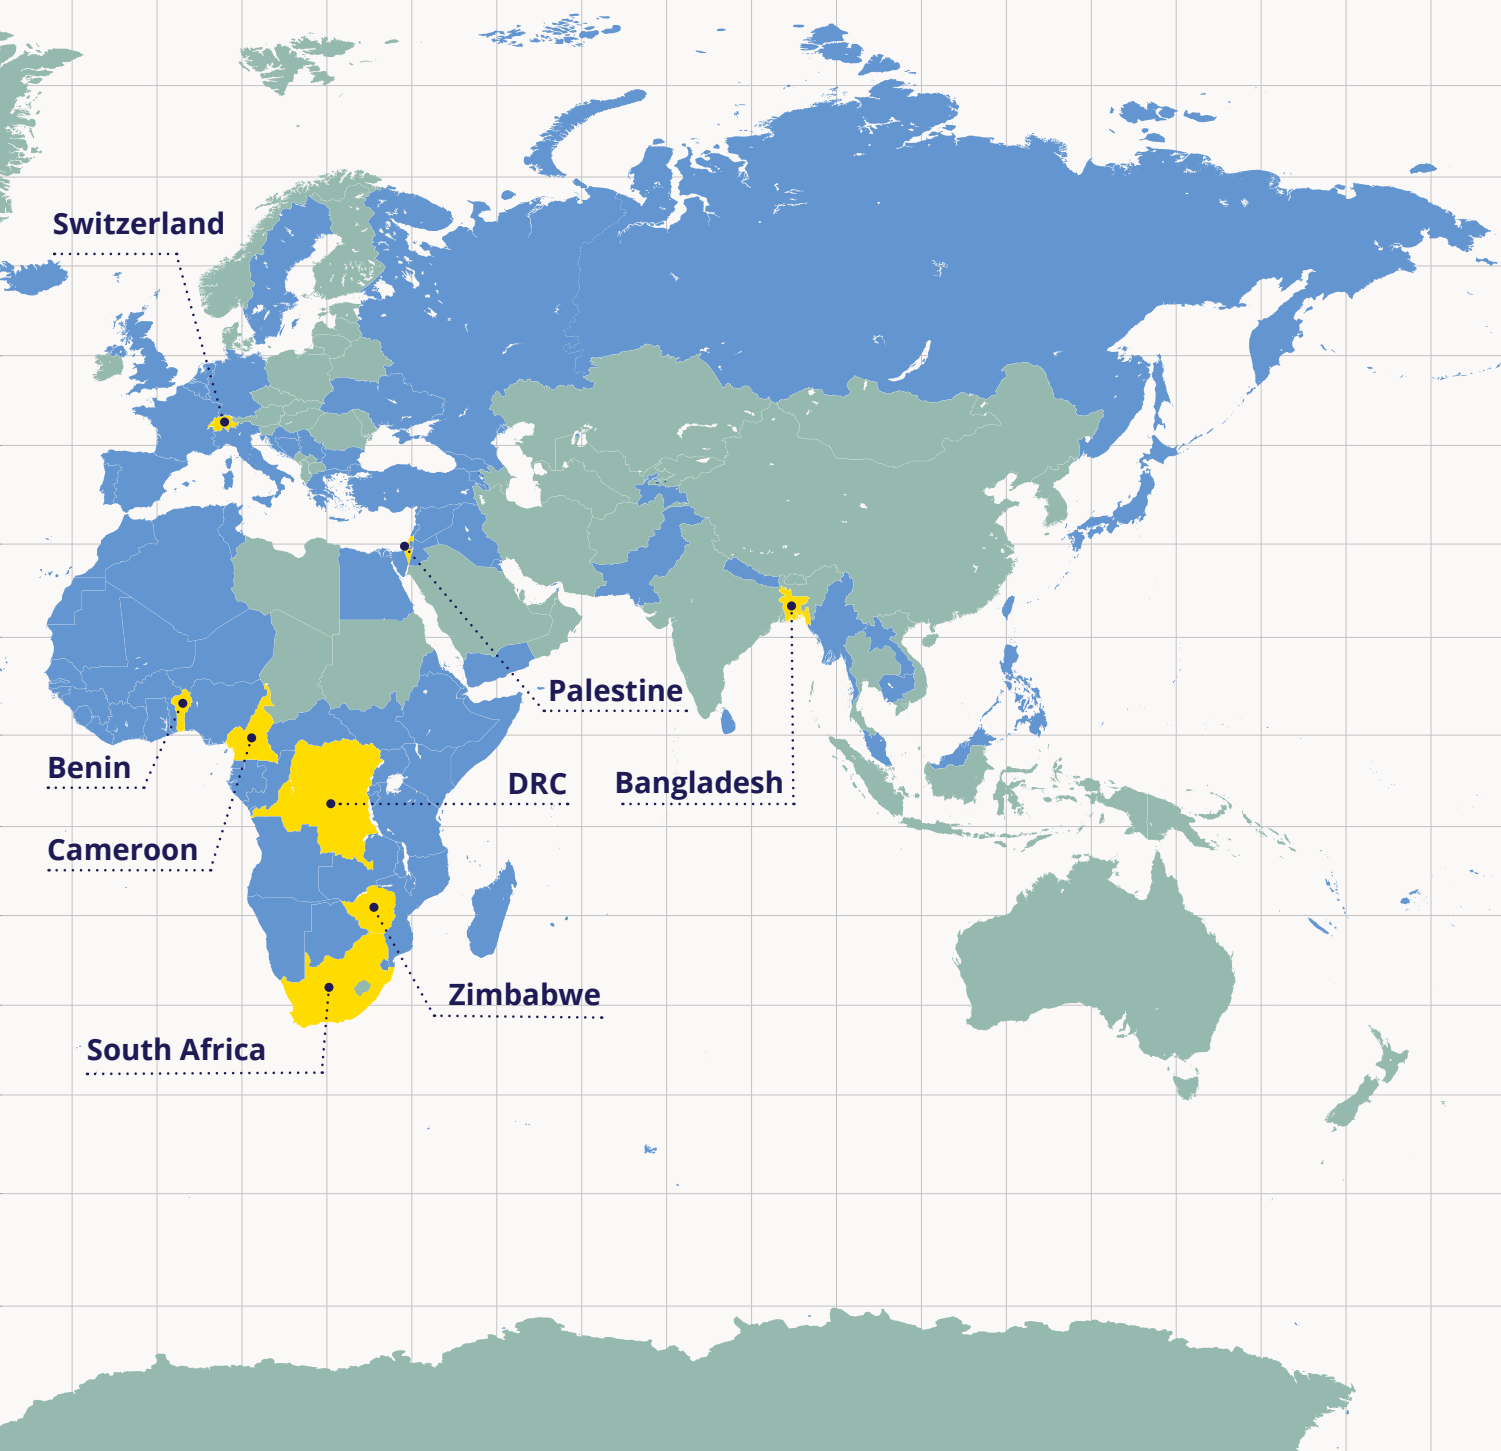 Switzerland
Palestine
Benin
DRC
Bangladesh
Cameroon
Zimbabwe
South Africa